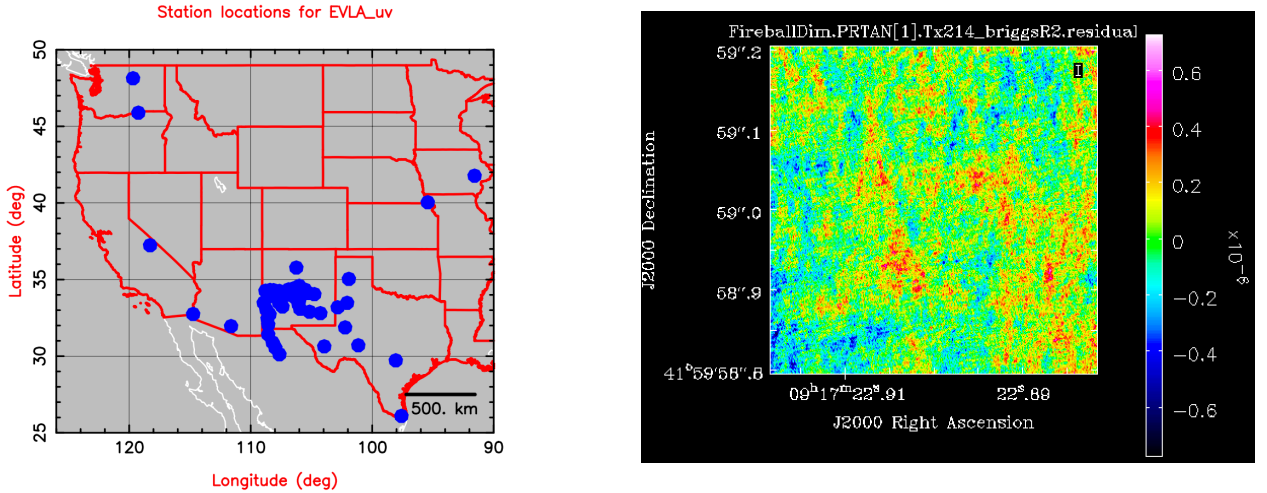 Station locations for EVLA_uv
50
45
40
35
30
25
Latitude (deg)
500. km
120
110
100
90
Longitude (deg)
FireballDim.PRTAN[1].Tx214_briggsR2.residual
I
59".2
59".1
59".0
58".9
41°59'58".8
J2000 Declination
09ʰ17ᵐ22ˢ.91
22ˢ.89
J2000 Right Ascension
0.6
0.4
0.2
0
−0.2
−0.4
−0.6
×10⁻⁶